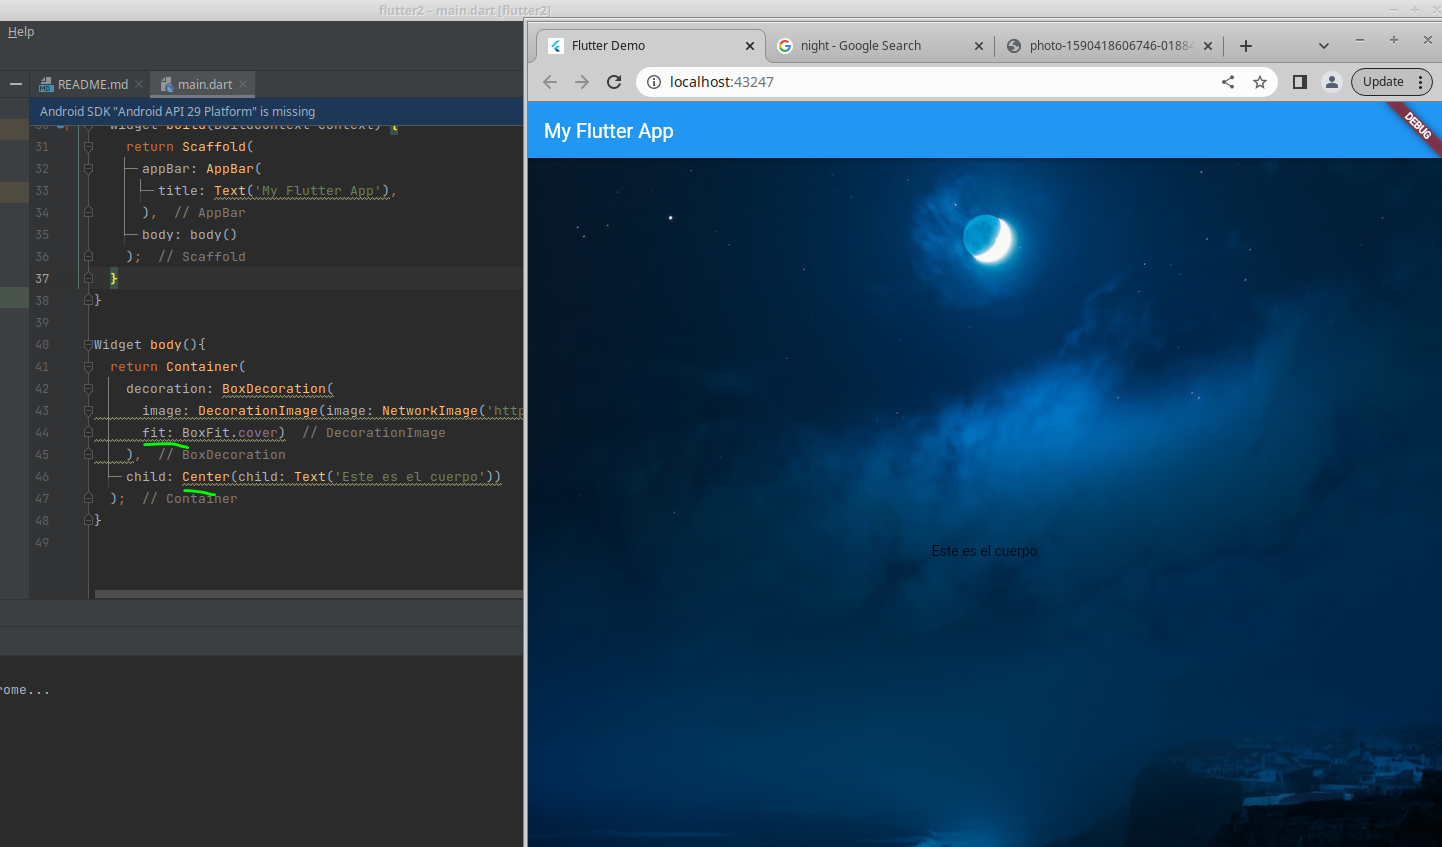 flutter2 – main.dart [flutter2]
Help
README.md
main.dart
Android SDK "Android API 29 Platform" is missing
30 Widget build(BuildContext context) {
31 return Scaffold(
32 appBar: AppBar(
33 title: Text('My Flutter App'),
34 ), // AppBar
35 body: body()
36 ); // Scaffold
37 }
38 }
39
40 Widget body(){
41 return Container(
42 decoration: BoxDecoration(
43 image: DecorationImage(image: NetworkImage('http
44 fit: BoxFit.cover) // DecorationImage
45 ), // BoxDecoration
46 child: Center(child: Text('Este es el cuerpo'))
47 ); // Container
48 }
49
rome...
Flutter Demo
night - Google Search
photo-1590418606746-01884
localhost:43247
Update
My Flutter App
DEBUG
Este es el cuerpo